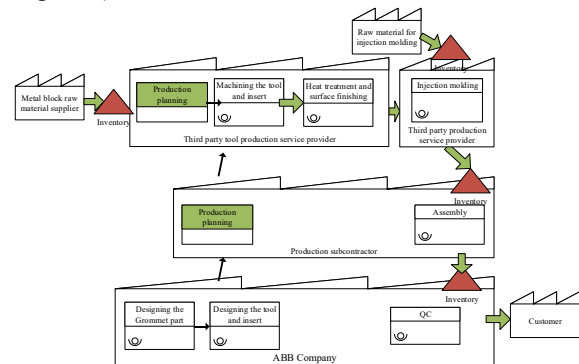 Raw material for
injection molding
Inventory
Metal block raw
material supplier
Inventory
Production
planning
Machining the tool
and insert
Heat treatment and
surface finishing
Third party tool production service provider
Injection molding
Third party production
service provider
Inventory
Production
planning
Assembly
Production subcontractor
Inventory
Designing the
Grommet part
Designing the tool
and insert
QC
ABB Company
Customer